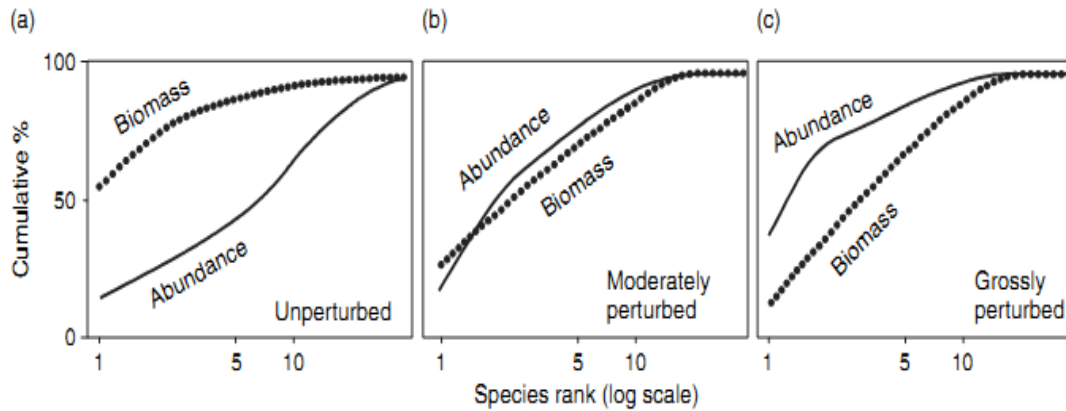 (a)
(b)
(c)
100
50
0
Cumulative %
Biomass
Abundance
Unperturbed
1 5 10
Abundance
Biomass
Moderately
perturbed
1 5 10
Abundance
Biomass
Grossly
perturbed
1 5 10
Species rank (log scale)